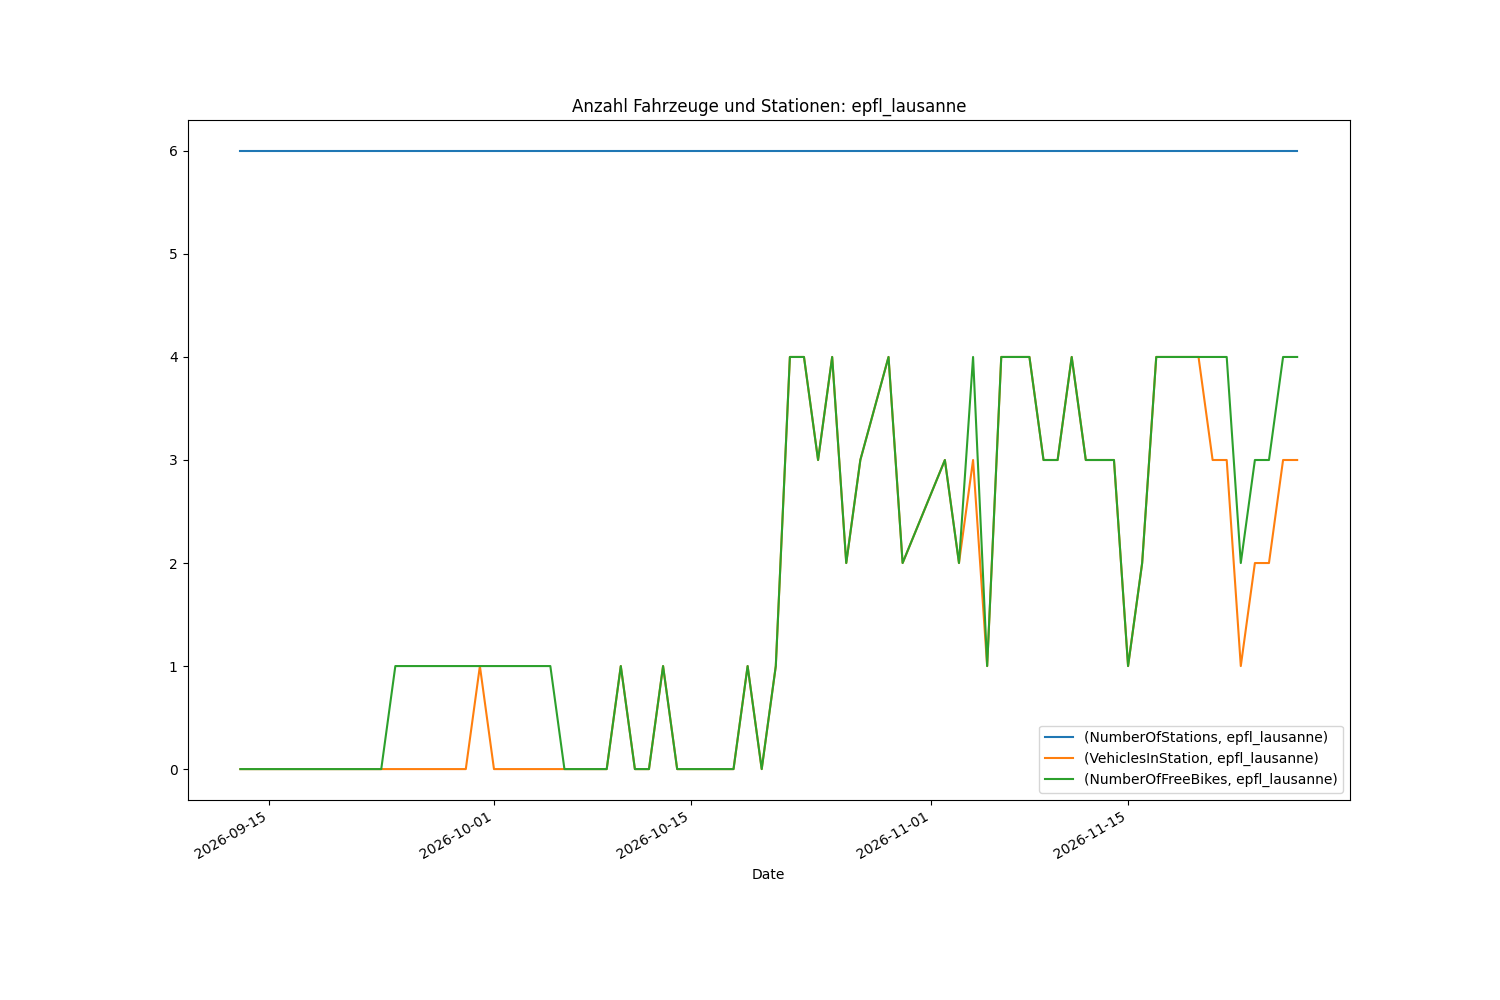 Anzahl Fahrzeuge und Stationen: epfl_lausanne
6
5
4
3
2
1
0
(NumberOfStations, epfl_lausanne)
(VehiclesInStation, epfl_lausanne)
(NumberOfFreeBikes, epfl_lausanne)
2026-09-15
2026-10-01
2026-10-15
2026-11-01
2026-11-15
Date